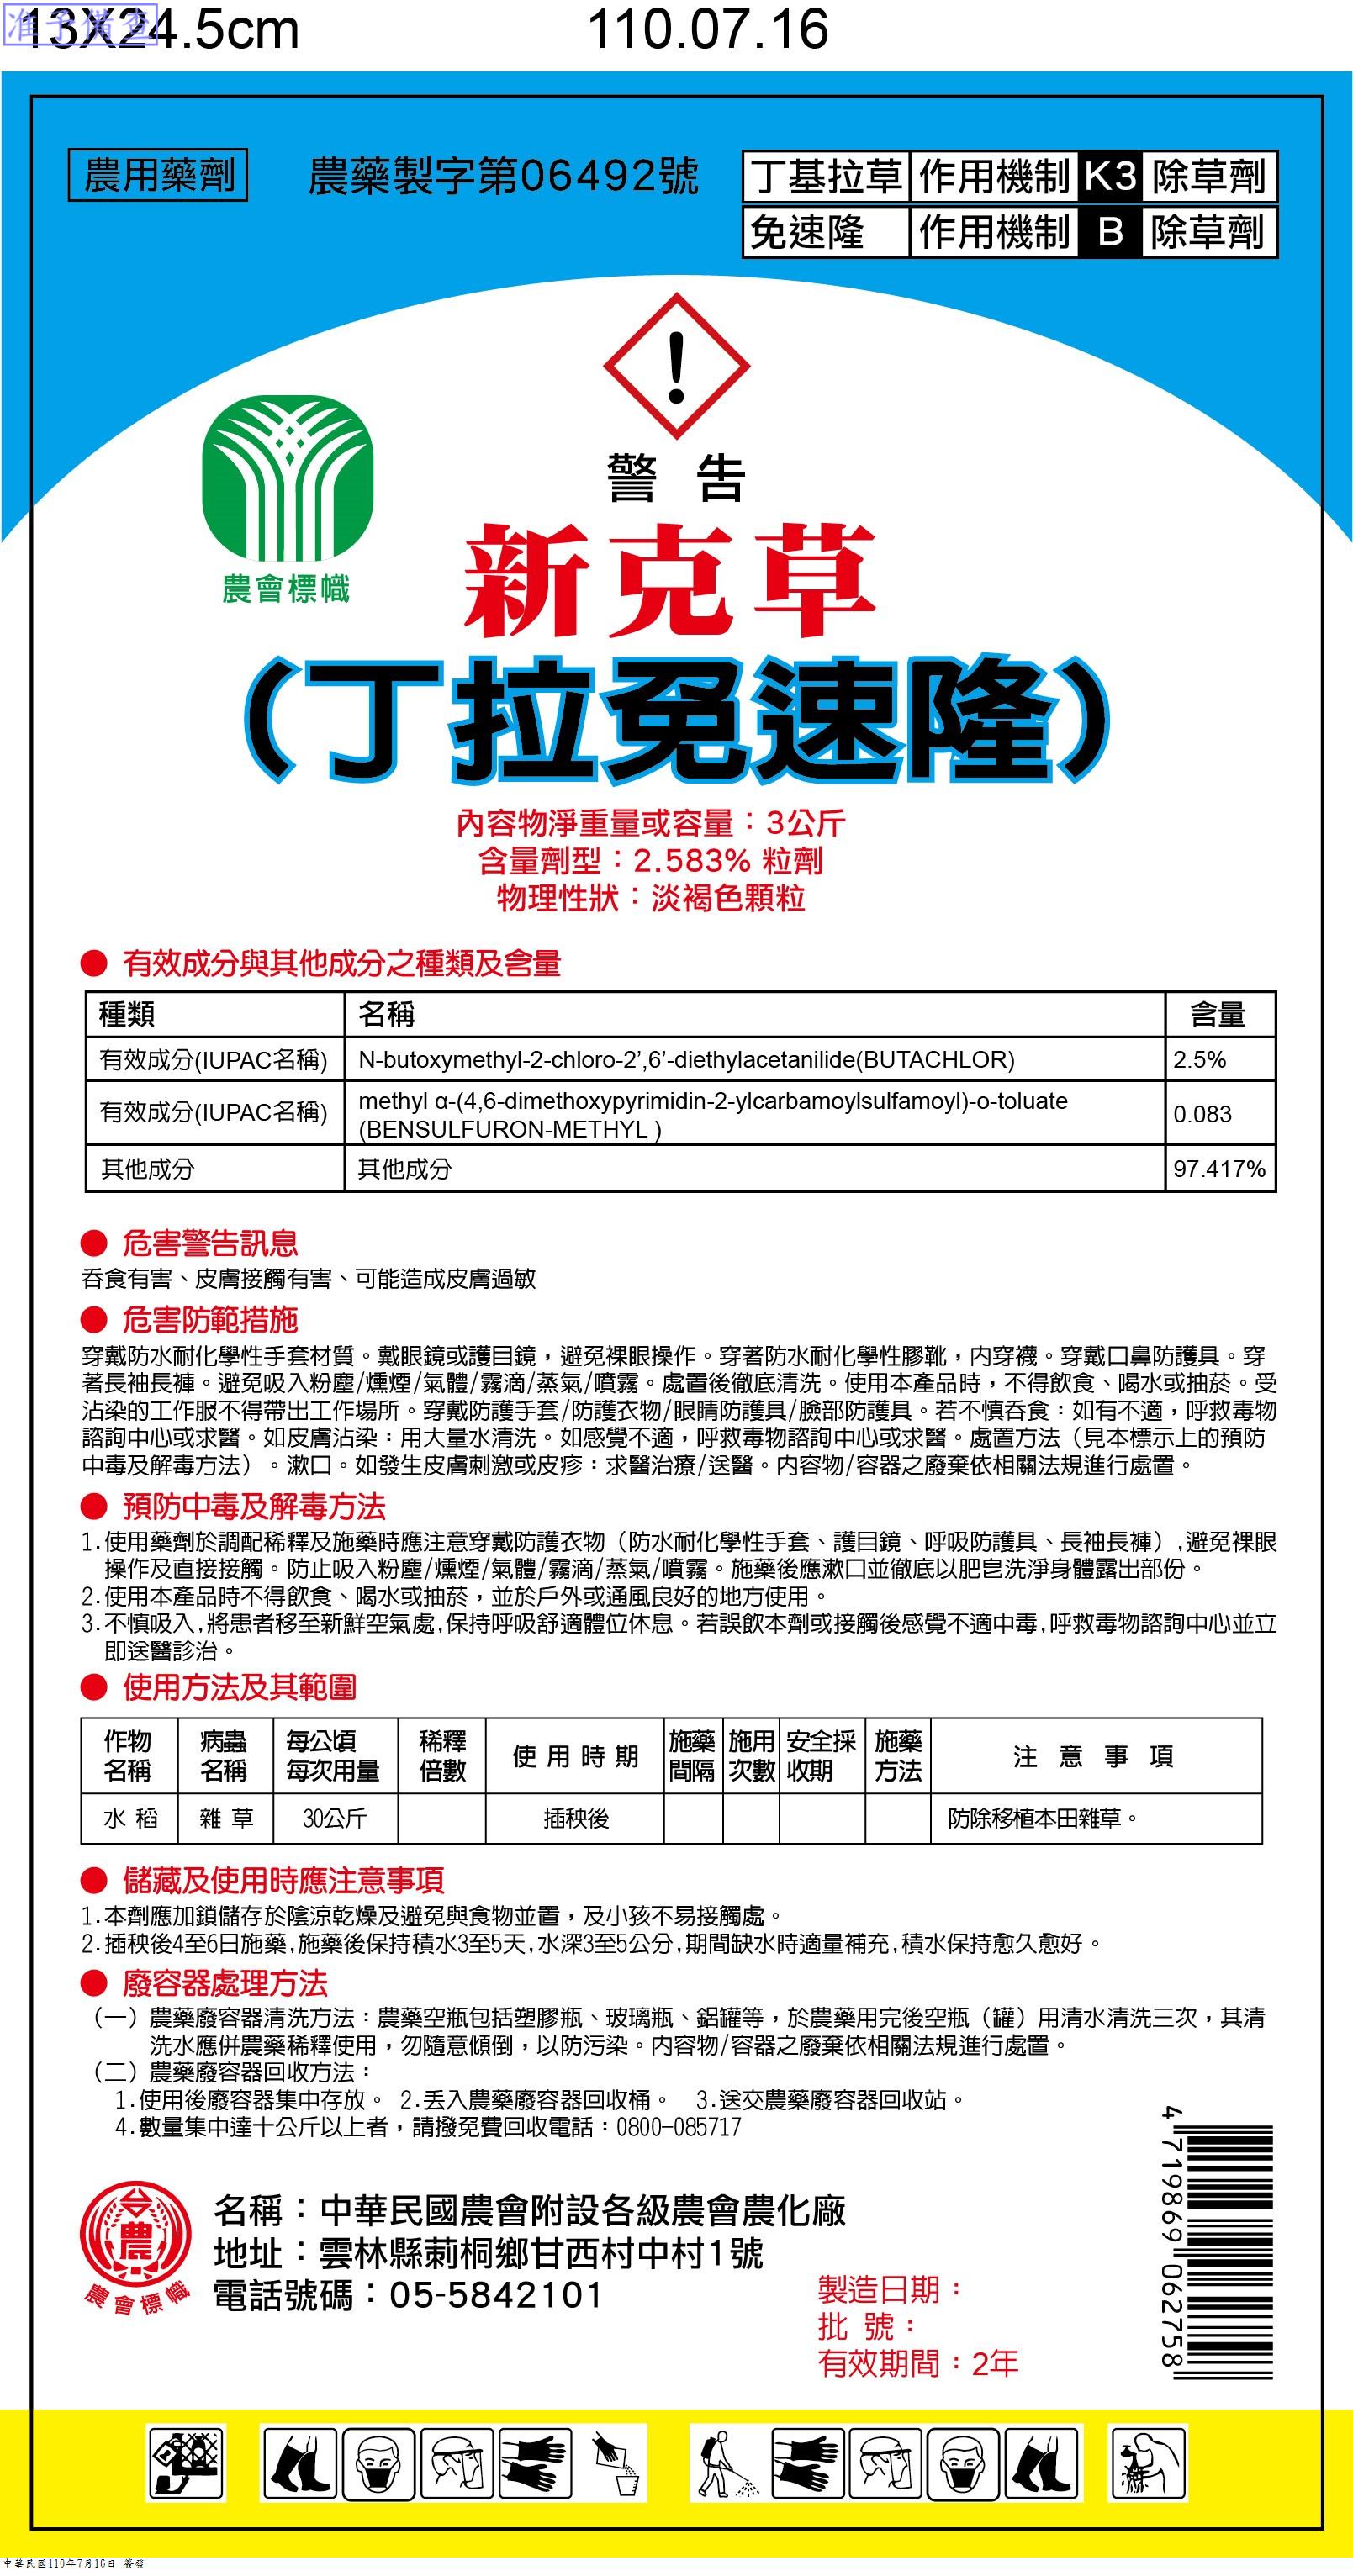 准予備查
13X24.5cm 110.07.16
農用藥劑 農藥製字第06492號
丁基拉草 作用機制 K3 除草劑
免速隆 作用機制 B 除草劑
!
警 告
農會標幟
新克草
（丁拉免速隆）
內容物淨重量或容量：3公斤
含量劑型：2.583% 粒劑
物理性狀：淡褐色顆粒
● 有效成分與其他成分之種類及含量
種類 名稱 含量
有效成分(IUPAC名稱) N-butoxymethyl-2-chloro-2’,6’-diethylacetanilide(BUTACHLOR) 2.5%
有效成分(IUPAC名稱) methyl α-(4,6-dimethoxypyrimidin-2-ylcarbamoylsulfamoyl)-o-toluate
(BENSULFURON-METHYL ) 0.083
其他成分 其他成分 97.417%
● 危害警告訊息
吞食有害、皮膚接觸有害、可能造成皮膚過敏
● 危害防範措施
穿戴防水耐化學性手套材質。戴眼鏡或護目鏡，避免裸眼操作。穿著防水耐化學性膠靴，內穿襪。穿戴口鼻防護具。穿
著長袖長褲。避免吸入粉塵/燻煙/氣體/霧滴/蒸氣/噴霧。處置後徹底清洗。使用本產品時，不得飲食、喝水或抽菸。受
沾染的工作服不得帶出工作場所。穿戴防護手套/防護衣物/眼睛防護具/臉部防護具。若不慎吞食：如有不適，呼救毒物
諮詢中心或求醫。如皮膚沾染：用大量水清洗。如感覺不適，呼救毒物諮詢中心或求醫。處置方法（見本標示上的預防
中毒及解毒方法）。漱口。如發生皮膚刺激或皮疹：求醫治療/送醫。內容物/容器之廢棄依相關法規進行處置。
● 預防中毒及解毒方法
1.使用藥劑於調配稀釋及施藥時應注意穿戴防護衣物（防水耐化學性手套、護目鏡、呼吸防護具、長袖長褲）,避免裸眼
操作及直接接觸。防止吸入粉塵/燻煙/氣體/霧滴/蒸氣/噴霧。施藥後應漱口並徹底以肥皂洗淨身體露出部份。
2.使用本產品時不得飲食、喝水或抽菸，並於戶外或通風良好的地方使用。
3.不慎吸入,將患者移至新鮮空氣處,保持呼吸舒適體位休息。若誤飲本劑或接觸後感覺不適中毒,呼救毒物諮詢中心並立
即送醫診治。
● 使用方法及其範圍
作物名稱 病蟲名稱 每公頃每次用量 稀釋倍數 使用時期 施藥間隔 施用次數 安全採收期 施藥方法 注意事項
水稻 雜草 30公斤 插秧後 防除移植本田雜草。
● 儲藏及使用時應注意事項
1.本劑應加鎖儲存於陰涼乾燥及避免與食物並置，及小孩不易接觸處。
2.插秧後4至6日施藥,施藥後保持積水3至5天,水深3至5公分,期間缺水時適量補充,積水保持愈久愈好。
● 廢容器處理方法
（一）農藥廢容器清洗方法：農藥空瓶包括塑膠瓶、玻璃瓶、鋁罐等，於農藥用完後空瓶（罐）用清水清洗三次，其清
洗水應併農藥稀釋使用，勿隨意傾倒，以防污染。內容物/容器之廢棄依相關法規進行處置。
（二）農藥廢容器回收方法：
1.使用後廢容器集中存放。 2.丟入農藥廢容器回收桶。 3.送交農藥廢容器回收站。
4.數量集中達十公斤以上者，請撥免費回收電話：0800-085717
農
農會標幟
名稱：中華民國農會附設各級農會農化廠
地址：雲林縣莿桐鄉甘西村中村1號
電話號碼：05-5842101
製造日期：
批 號：
有效期間：2年
4 719869 062758
中華民國110年7月16日 簽發